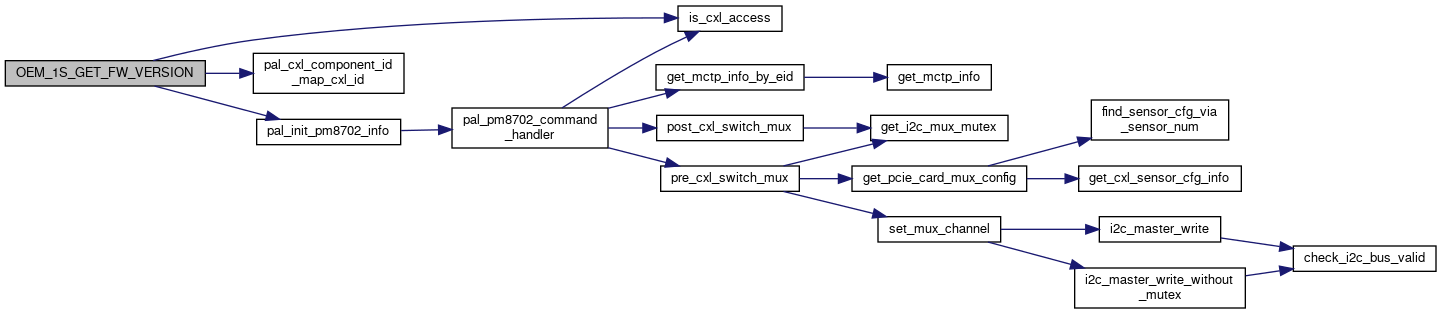 OEM_1S_GET_FW_VERSION
is_cxl_access
pal_cxl_component_id
_map_cxl_id
pal_init_pm8702_info
pal_pm8702_command
_handler
get_mctp_info_by_eid
get_mctp_info
post_cxl_switch_mux
get_i2c_mux_mutex
pre_cxl_switch_mux
get_pcie_card_mux_config
find_sensor_cfg_via
_sensor_num
get_cxl_sensor_cfg_info
set_mux_channel
i2c_master_write
i2c_master_write_without
_mutex
check_i2c_bus_valid